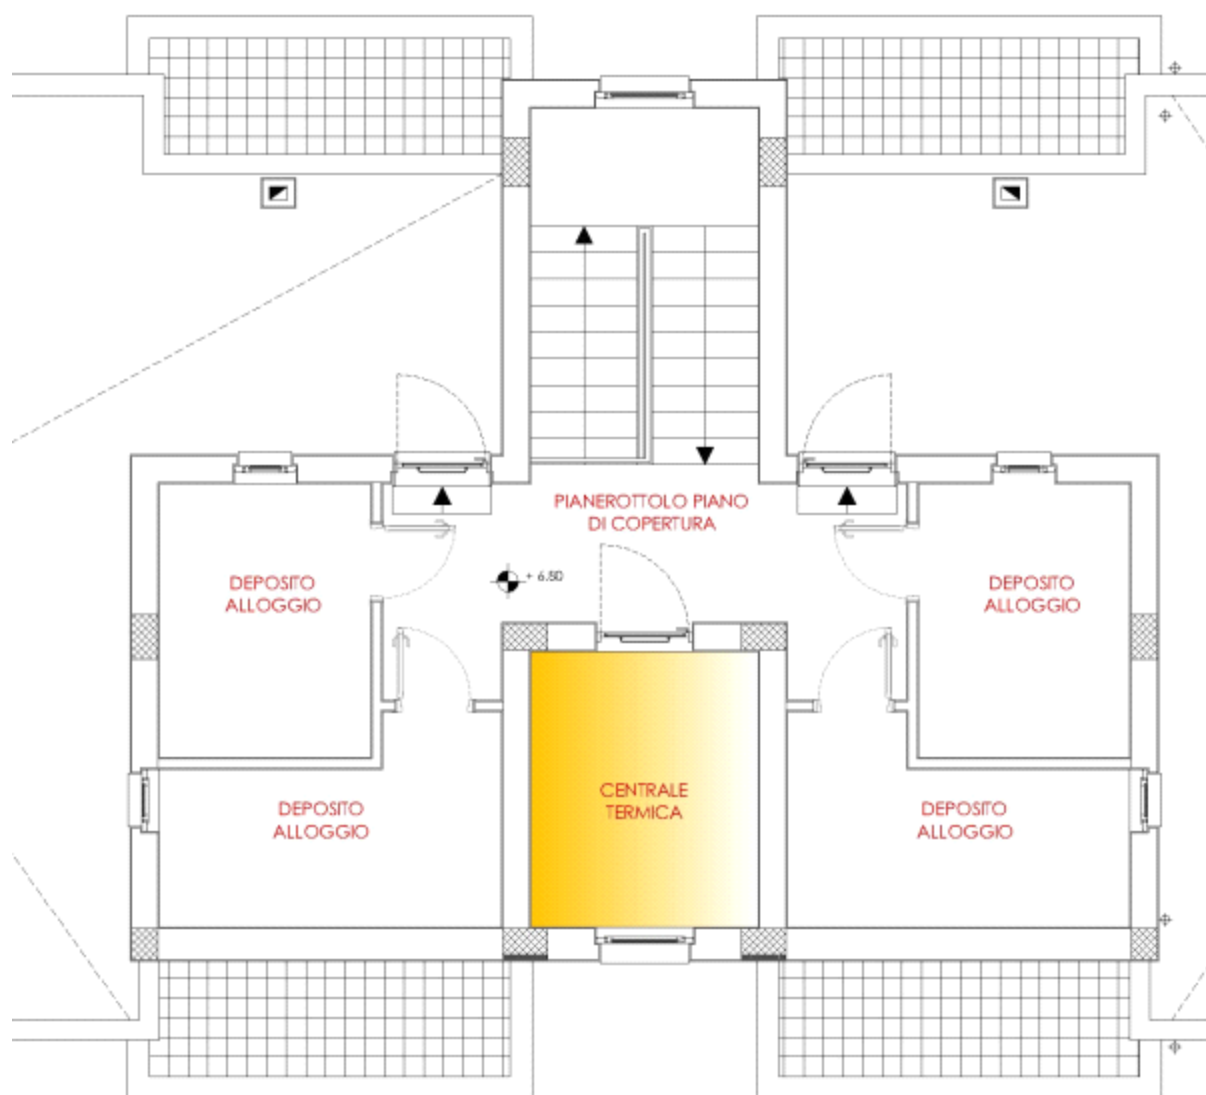 PIANEROTTOLO PIANO
DI COPERTURA
DEPOSITO
ALLOGGIO
+ 6.50
DEPOSITO
ALLOGGIO
DEPOSITO
ALLOGGIO
CENTRALE
TERMICA
DEPOSITO
ALLOGGIO